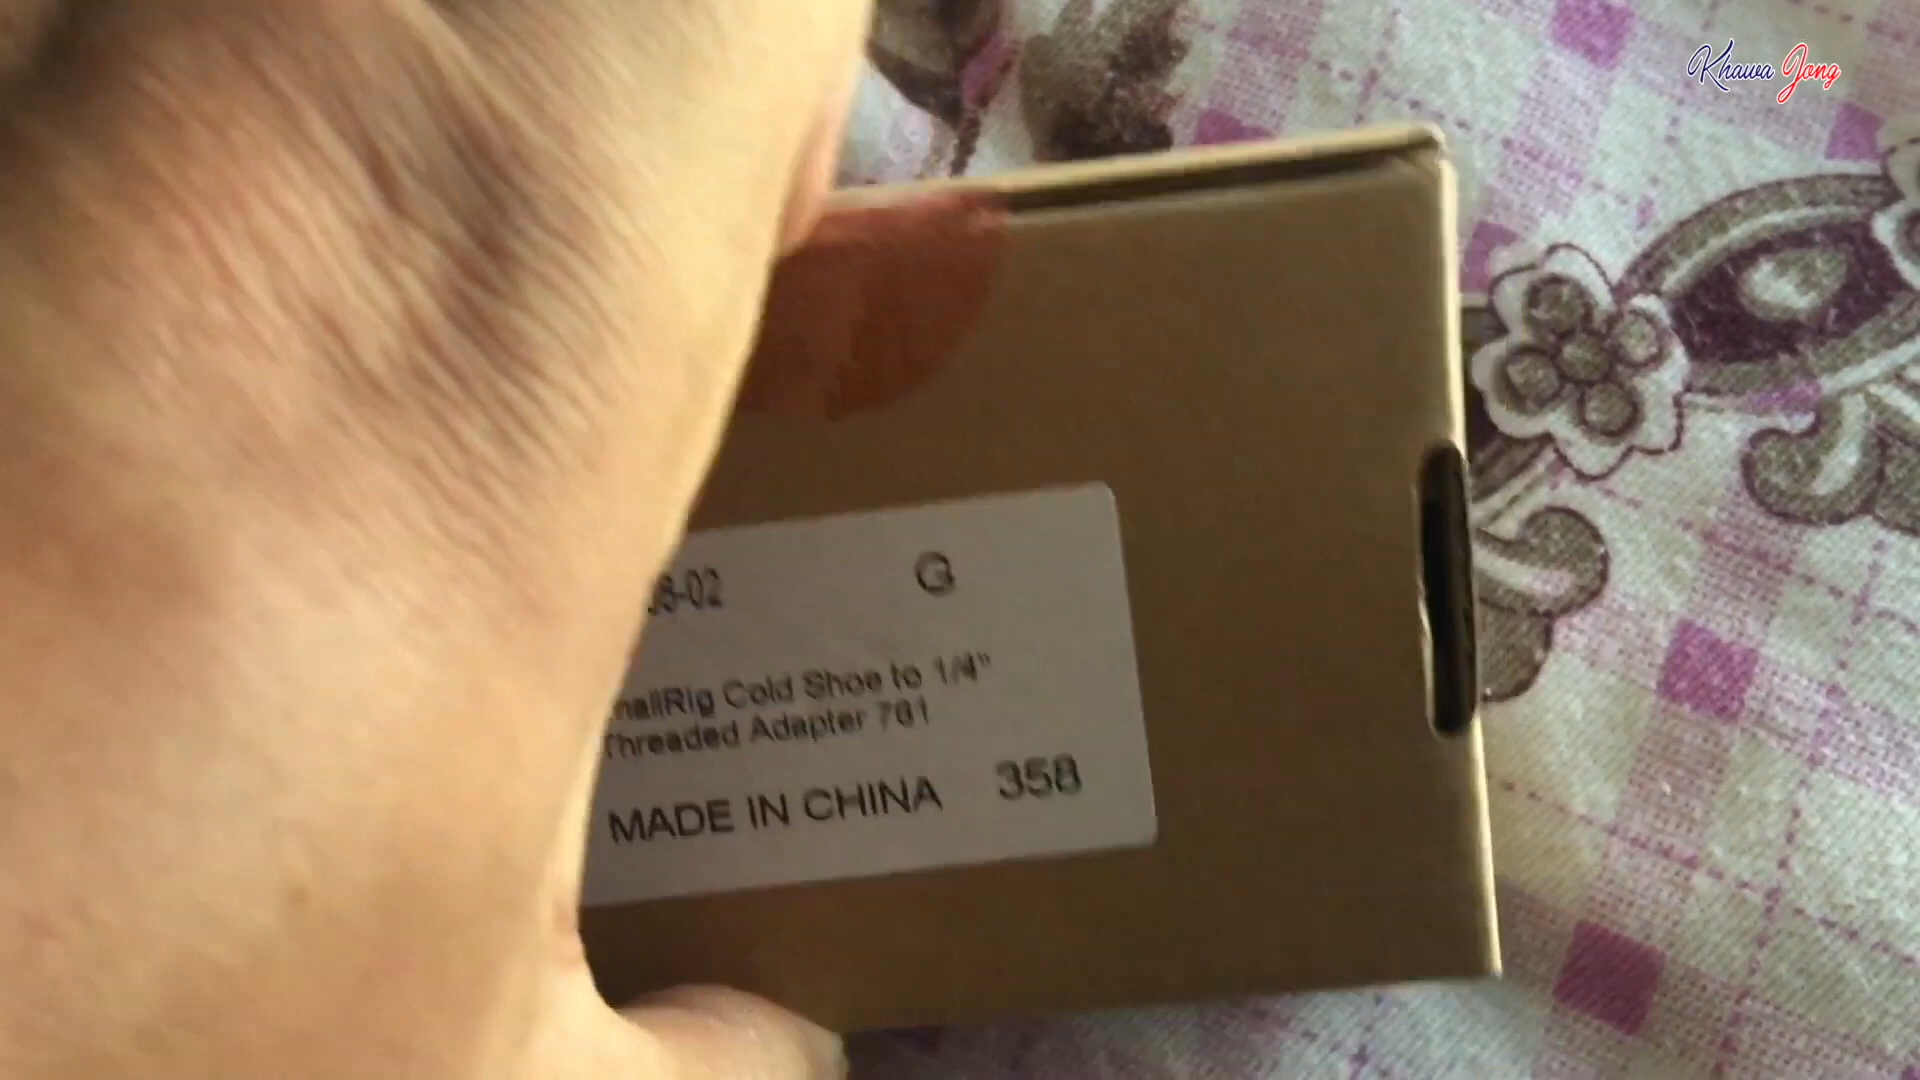 Khawa Jong
G
Cold Shoe to 1/4"
Threaded Adapter 761
MADE IN CHINA 358